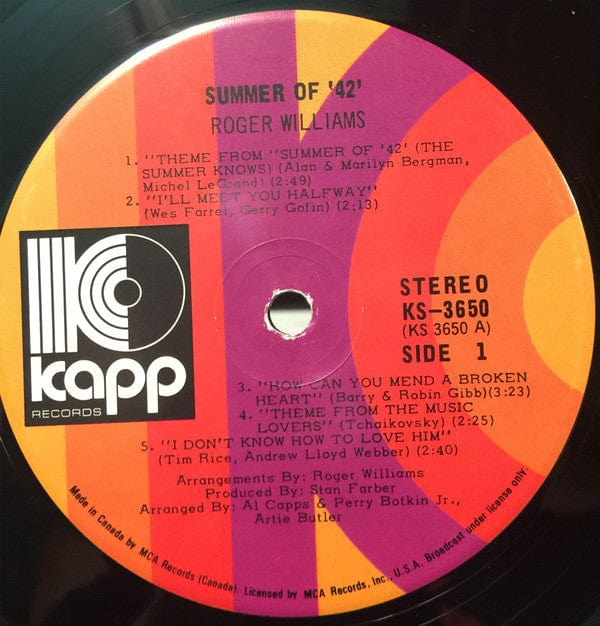 SUMMER OF '42'
ROGER WILLIAMS
1. "THEME FROM "SUMMER OF '42' (THE
SUMMER KNOWS) (Alan & Marilyn Bergman,
Michel LeGrand) (2:49)
2. "I'LL MEET YOU HALFWAY"
(Wes Farrel, Gerry Gofin) (2:13)
kapp
RECORDS
STEREO
KS-3650
(KS 3650 A)
SIDE 1
3. "HOW CAN YOU MEND A BROKEN
HEART" (Barry & Robin Gibb)(3:23)
4. "THEME FROM THE MUSIC
LOVERS" (Tchaikovsky) (2:25)
5. "I DON'T KNOW HOW TO LOVE HIM"
(Tim Rice, Andrew Lloyd Webber) (2:40)
Arrangements By: Roger Williams
Produced By: Stan Farber
Arranged By: Al Capps & Perry Botkin Jr.,
Artie Butler
Made in Canada by MCA Records (Canada). Licensed by MCA Records, Inc., U.S.A. Broadcast under license only.